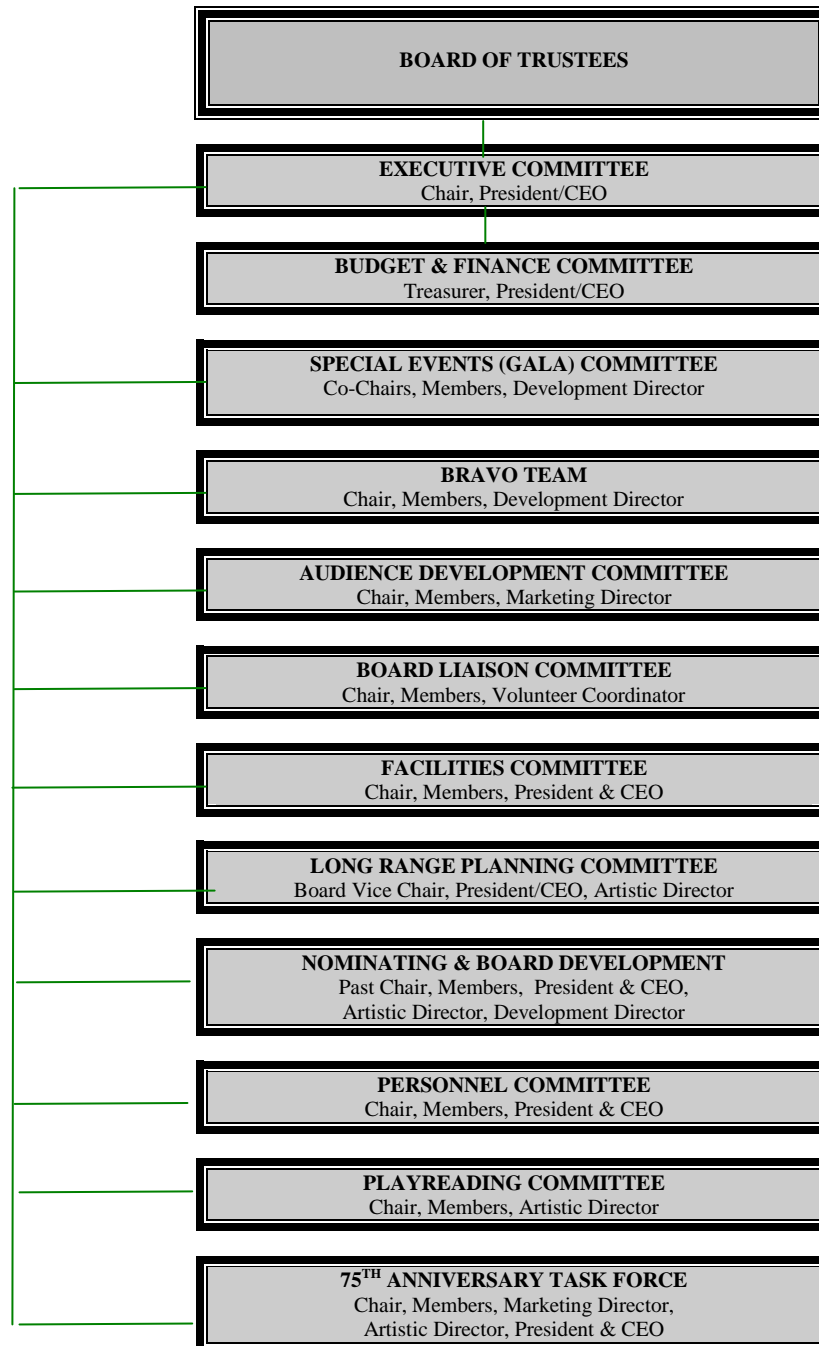 BOARD OF TRUSTEES
EXECUTIVE COMMITTEE
Chair, President/CEO
BUDGET & FINANCE COMMITTEE
Treasurer, President/CEO
SPECIAL EVENTS (GALA) COMMITTEE
Co-Chairs, Members, Development Director
BRAVO TEAM
Chair, Members, Development Director
AUDIENCE DEVELOPMENT COMMITTEE
Chair, Members, Marketing Director
BOARD LIAISON COMMITTEE
Chair, Members, Volunteer Coordinator
FACILITIES COMMITTEE
Chair, Members, President & CEO
LONG RANGE PLANNING COMMITTEE
Board Vice Chair, President/CEO, Artistic Director
NOMINATING & BOARD DEVELOPMENT
Past Chair, Members, President & CEO,
Artistic Director, Development Director
PERSONNEL COMMITTEE
Chair, Members, President & CEO
PLAYREADING COMMITTEE
Chair, Members, Artistic Director
75TH ANNIVERSARY TASK FORCE
Chair, Members, Marketing Director,
Artistic Director, President & CEO